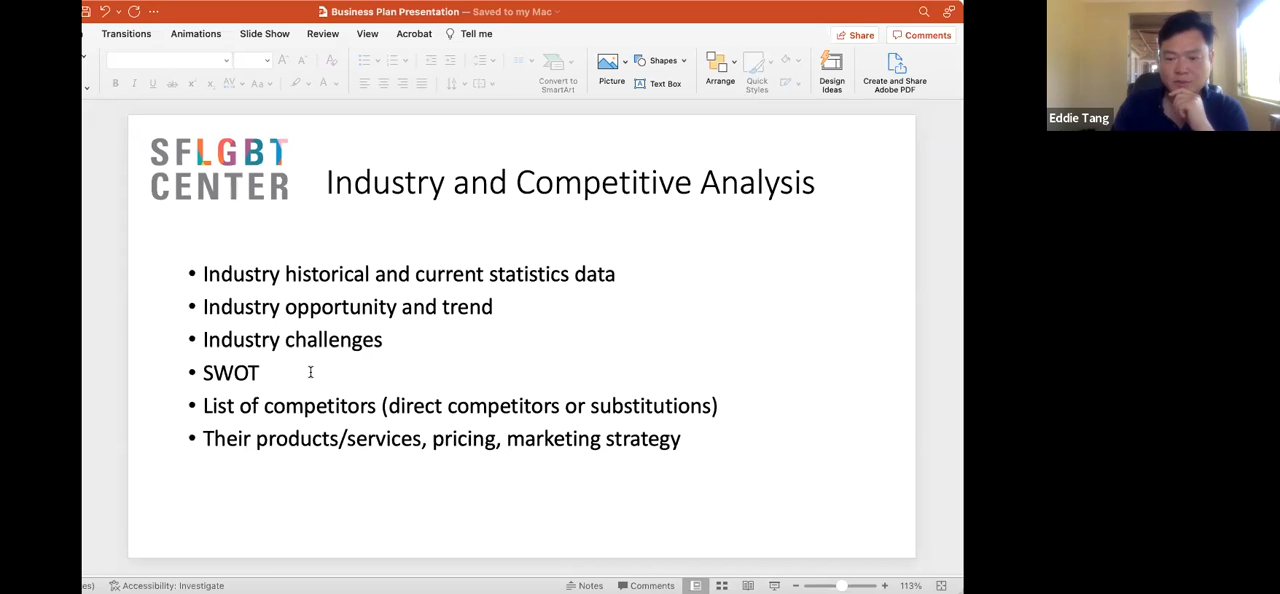 Business Plan Presentation — Saved to my Mac
Transitions Animations Slide Show Review View Acrobat Tell me Share Comments
Convert to SmartArt
Picture
Shapes
Text Box
Arrange
Quick Styles
Design Ideas
Create and Share Adobe PDF
Eddie Tang
SFLGBT
CENTER
Industry and Competitive Analysis
• Industry historical and current statistics data
• Industry opportunity and trend
• Industry challenges
• SWOT
• List of competitors (direct competitors or substitutions)
• Their products/services, pricing, marketing strategy
Accessibility: Investigate Notes Comments 113%